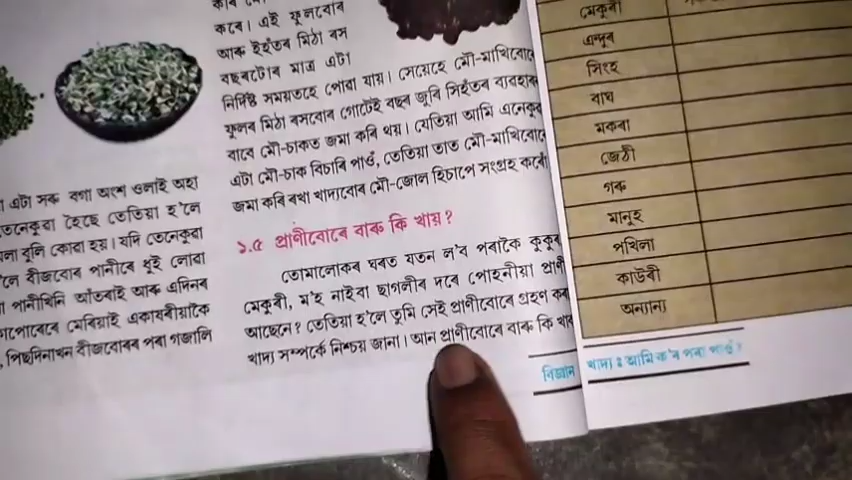 কৰে। এই ফুলবোৰ
আৰু ইহঁতৰ মিঠা ৰস
বছৰটোৰ মাত্ৰ এটা
নিৰ্দিষ্ট সময়তহে পোৱা যায়। সেয়েহে মৌ-মাখিবোৰে
ফুলৰ মিঠা ৰসবোৰ গোটেই বছৰ জুৰি সিহঁতৰ ব্যৱহাৰৰ
বাবে মৌ-চাকত জমা কৰি থয়। যেতিয়া আমি এনেকুৱা
এটা মৌ-চাক বিচাৰি পাওঁ, তেতিয়া তাত মৌ-মাখিবোৰে
জমা কৰি ৰখা খাদ্যবোৰ মৌ-জোল হিচাপে সংগ্ৰহ কৰোঁ
এটা সৰু বগা অংশ ওলাই অহা
তেনেকুৱা হৈছে তেতিয়া হ'লে
বুলি কোৱা হয়। যদি তেনেকুৱা
বীজবোৰ পানীৰে ধুই লোৱা
পানীখিনি আঁতৰাই আৰু এদিনৰ
মেৰিয়াই একাষৰীয়াকৈ
পিছদিনাখন বীজবোৰৰ পৰা গজালি
১.৫ প্ৰাণীবোৰে বাৰু কি খায়?
তোমালোকৰ ঘৰত যতন ল'ব পৰাকৈ কুকুৰ
মেকুৰী, ম'হ নাইবা ছাগলীৰ দৰে পোহনীয়া প্ৰাণী
আছেনে? তেতিয়া হ'লে তুমি সেই প্ৰাণীবোৰে গ্ৰহণ কৰা
খাদ্য সম্পৰ্কে নিশ্চয় জানা। আন প্ৰাণীবোৰে বাৰু কি খায়
বিজ্ঞান
মেকুৰী
এন্দুৰ
সিংহ
বাঘ
মকৰা
জেঠী
গৰু
মানুহ
পখিলা
কাউৰী
অন্যান্য
খাদ্য : আমি ক'ৰ পৰা পাওঁ?